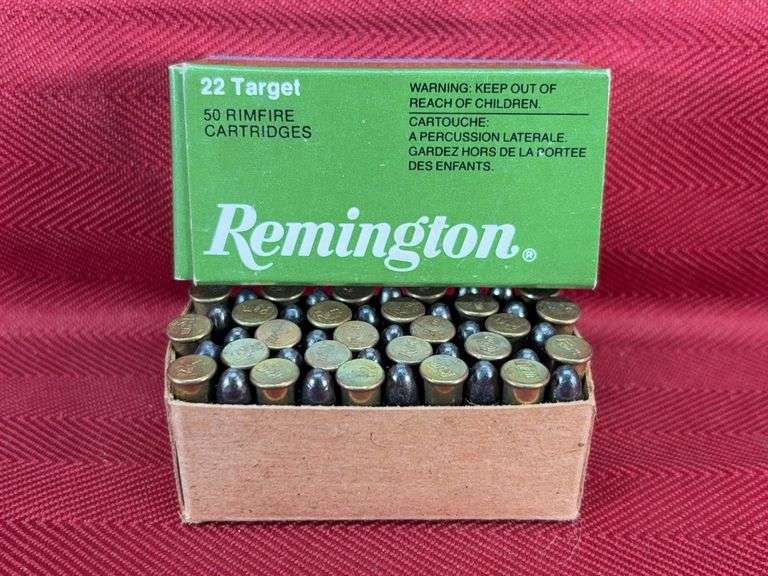 22 Target
50 RIMFIRE
CARTRIDGES
WARNING: KEEP OUT OF
REACH OF CHILDREN.
CARTOUCHE:
A PERCUSSION LATERALE.
GARDEZ HORS DE LA PORTEE
DES ENFANTS.
Remington®